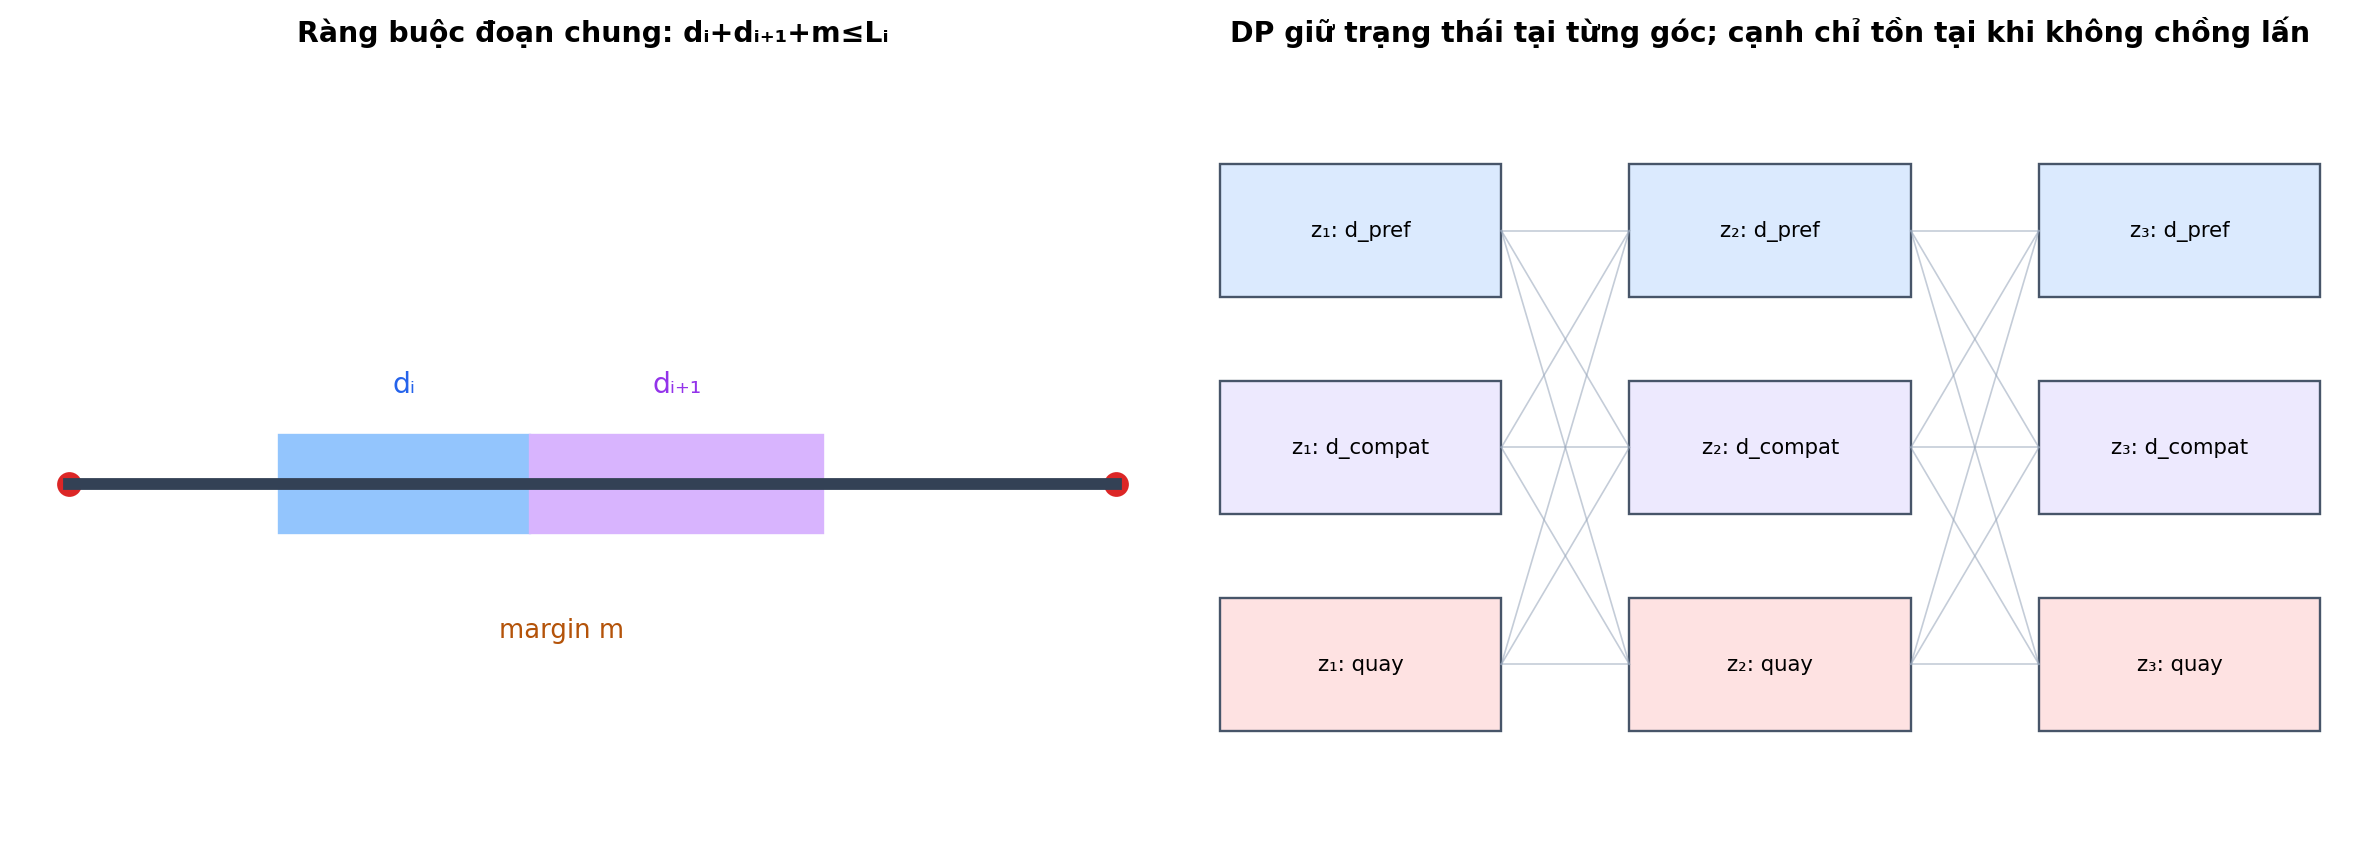 Ràng buộc đoạn chung: dᵢ+dᵢ₊₁+m≤Lᵢ
dᵢ
dᵢ₊₁
margin m
DP giữ trạng thái tại từng góc; cạnh chỉ tồn tại khi không chồng lấn
z₁: d_pref
z₂: d_pref
z₃: d_pref
z₁: d_compat
z₂: d_compat
z₃: d_compat
z₁: quay
z₂: quay
z₃: quay